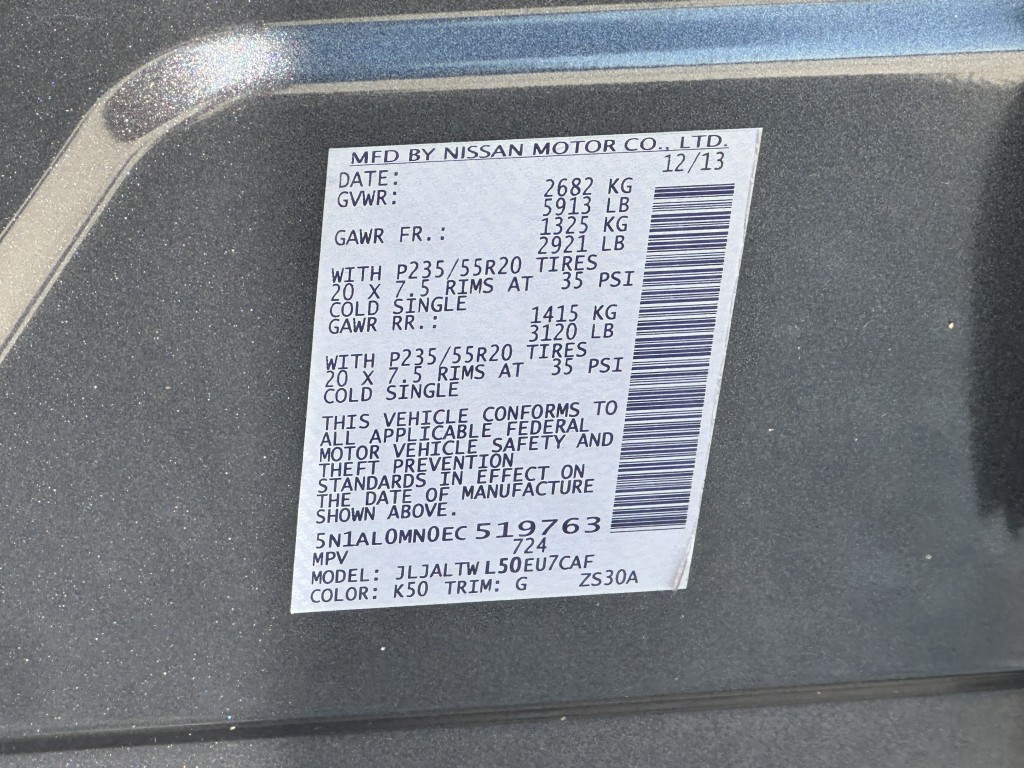 MFD BY NISSAN MOTOR CO., LTD.
DATE: 12/13
GVWR: 2682 KG
5913 LB
GAWR FR.: 1325 KG
2921 LB
WITH P235/55R20 TIRES
20 X 7.5 RIMS AT 35 PSI
COLD SINGLE
GAWR RR.: 1415 KG
3120 LB
WITH P235/55R20 TIRES
20 X 7.5 RIMS AT 35 PSI
COLD SINGLE
THIS VEHICLE CONFORMS TO
ALL APPLICABLE FEDERAL
MOTOR VEHICLE SAFETY AND
THEFT PREVENTION
STANDARDS IN EFFECT ON
THE DATE OF MANUFACTURE
SHOWN ABOVE.
5N1AL0MN0EC 519763
MPV 724
MODEL: JLJALTWL50EU7CAF
COLOR: K50 TRIM: G ZS30A